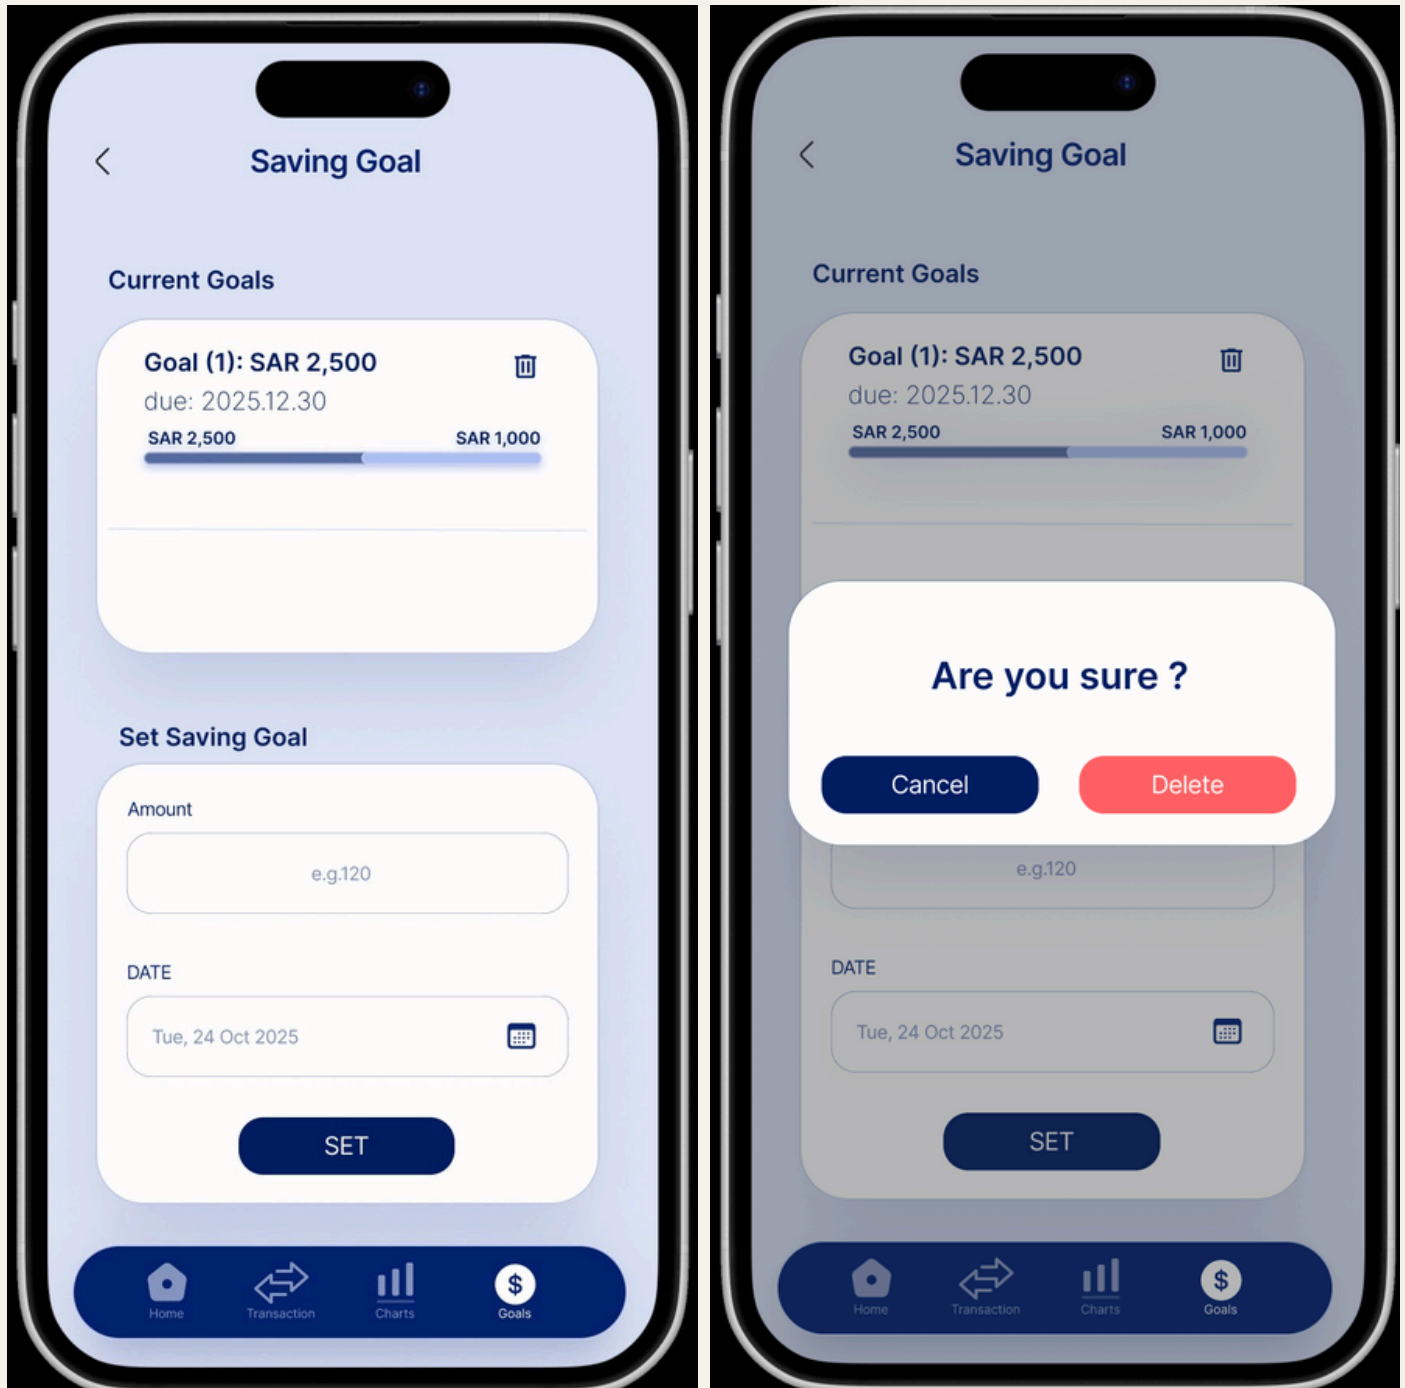 Saving Goal
Current Goals
Goal (1): SAR 2,500
due: 2025.12.30
SAR 2,500 SAR 1,000
Set Saving Goal
Amount
e.g.120
DATE
Tue, 24 Oct 2025
SET
Home Transaction Charts $ Goals
Saving Goal
Current Goals
Goal (1): SAR 2,500
due: 2025.12.30
SAR 2,500 SAR 1,000
Are you sure ?
Cancel Delete
e.g.120
DATE
Tue, 24 Oct 2025
SET
Home Transaction Charts $ Goals